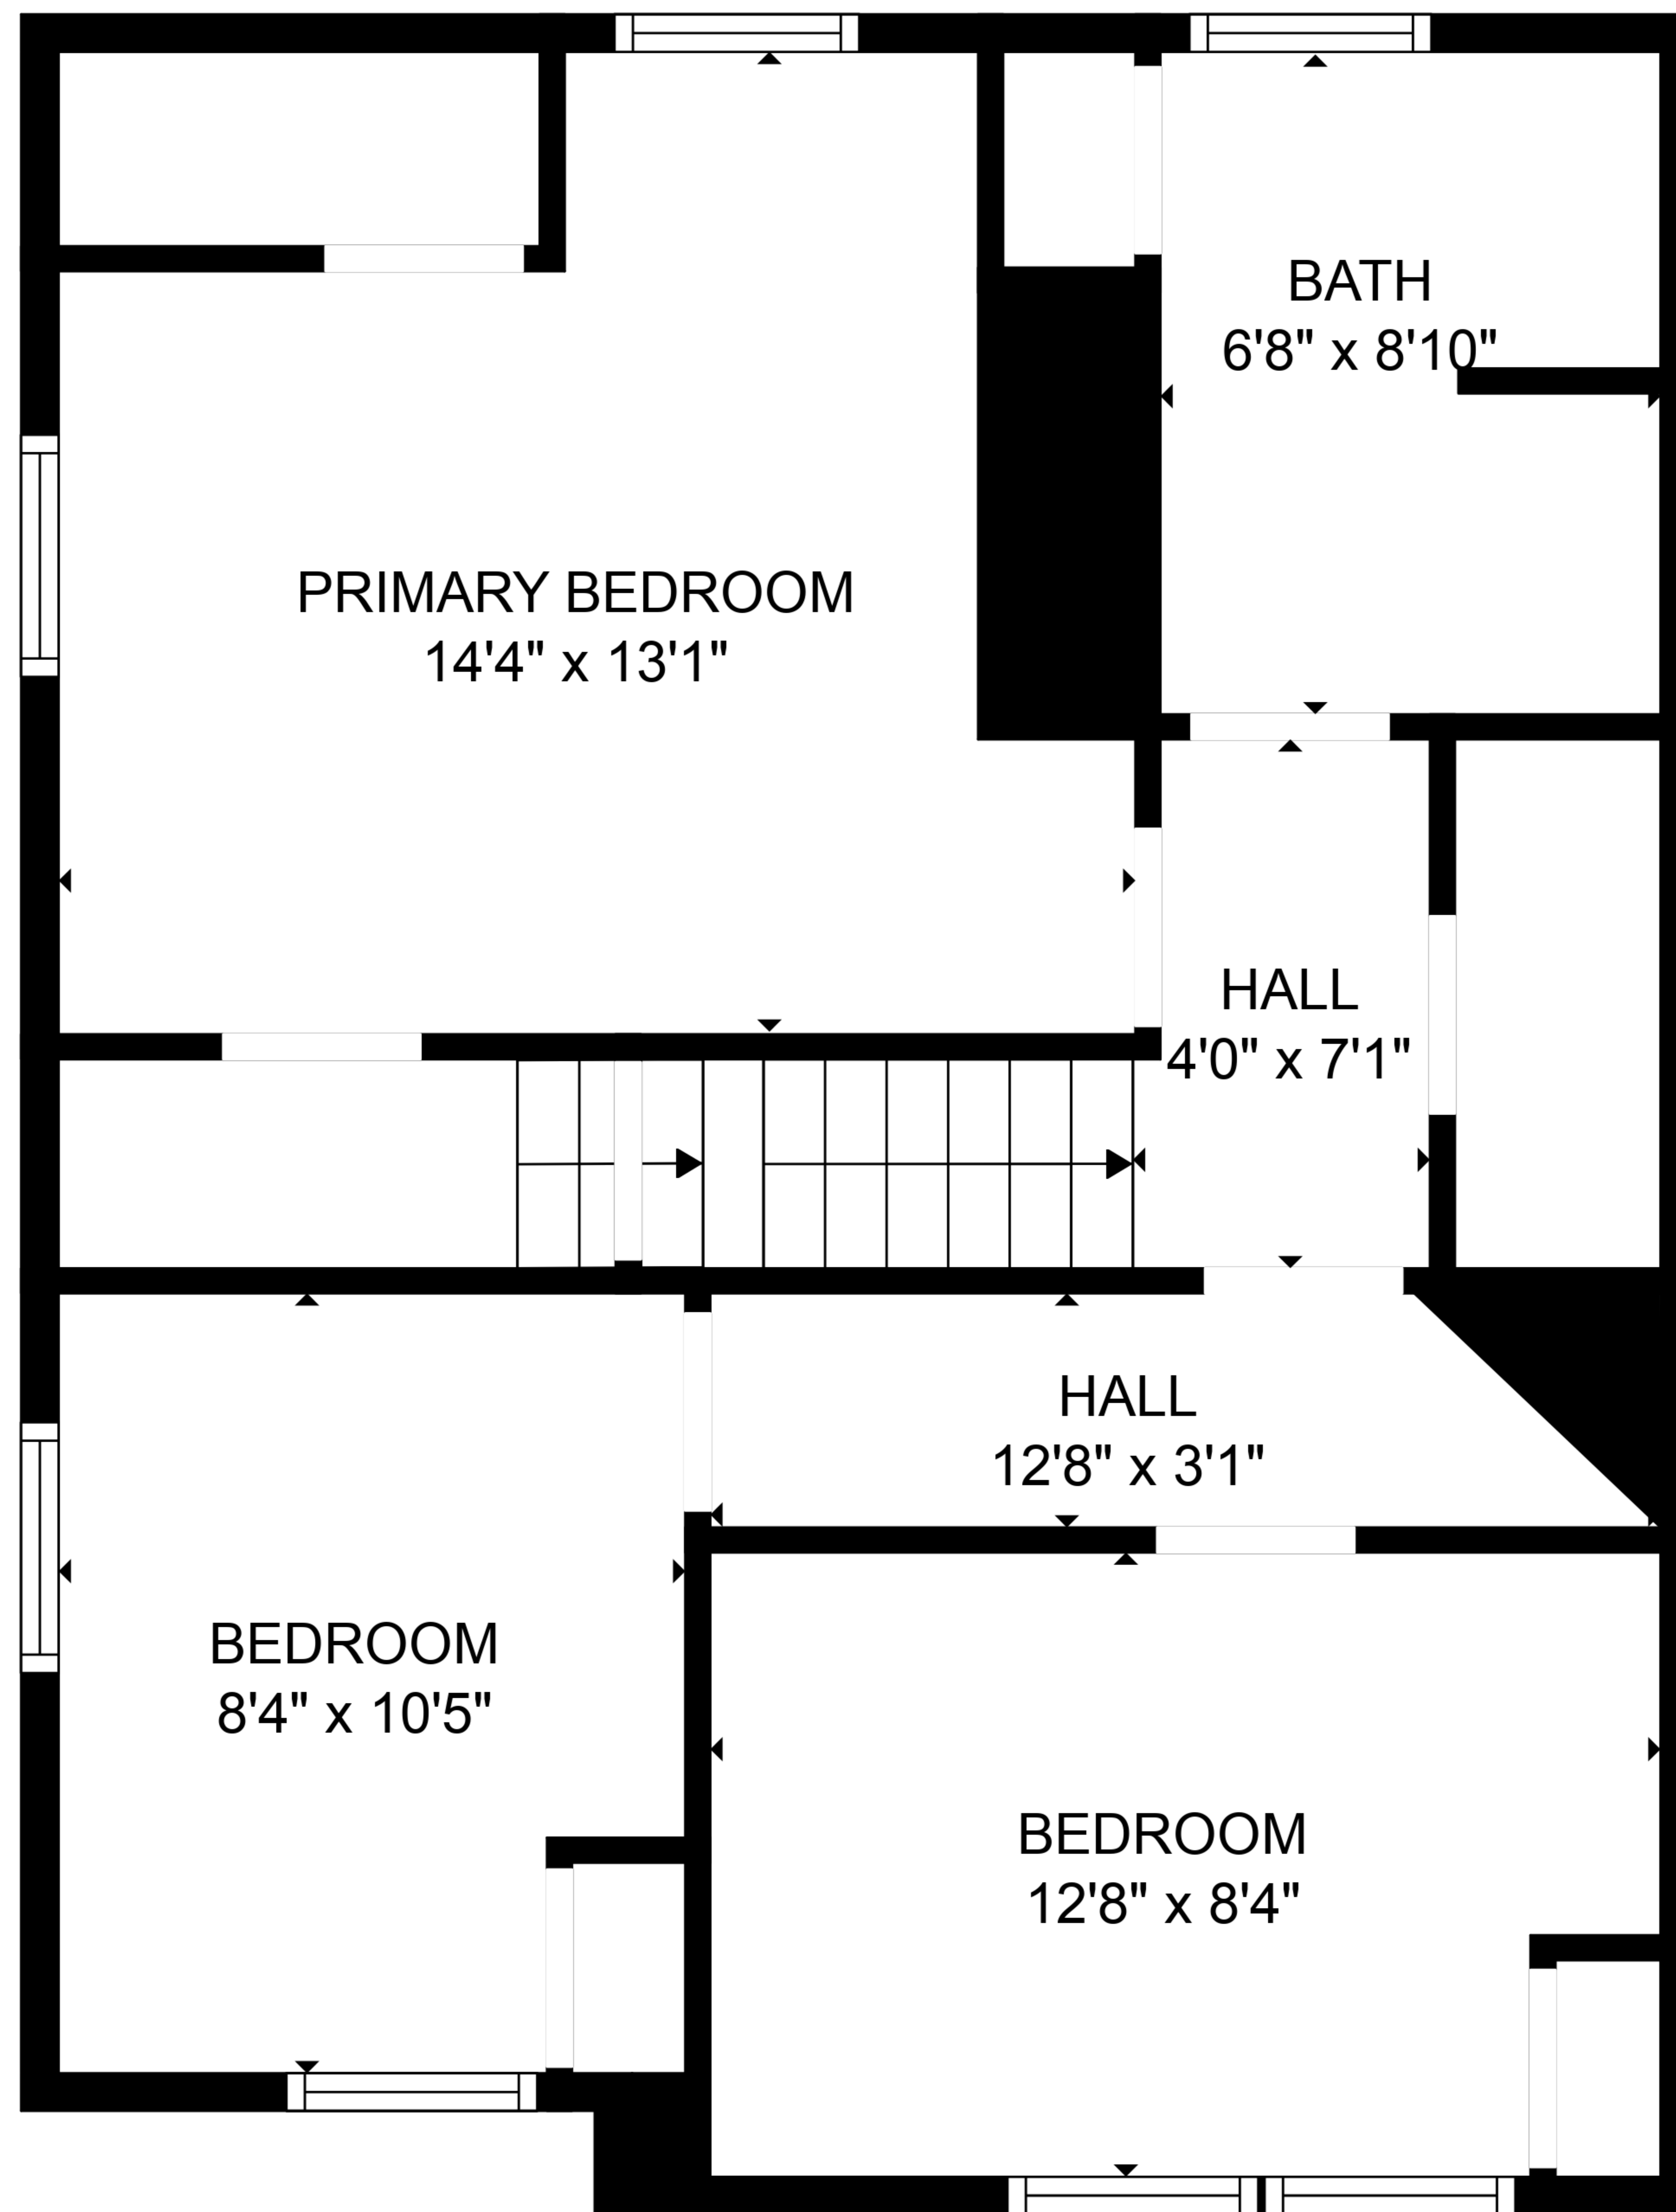 BATH
6'8" x 8'10"
PRIMARY BEDROOM
14'4" x 13'1"
HALL
4'0" x 7'1"
HALL
12'8" x 3'1"
BEDROOM
8'4" x 10'5"
BEDROOM
12'8" x 8'4"